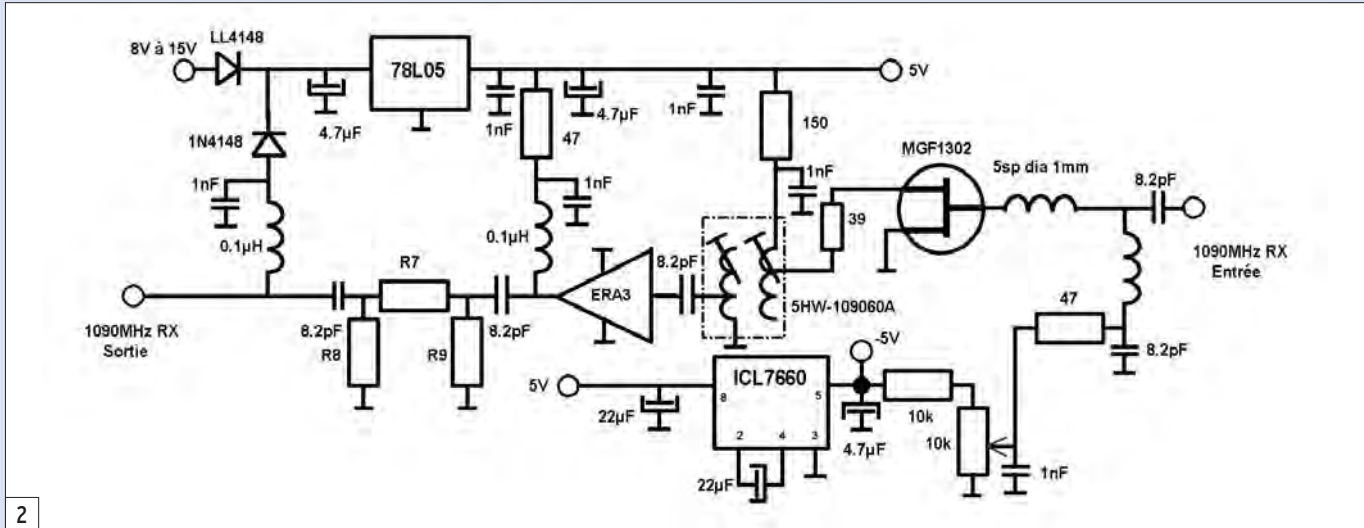 8V à 15V
LL4148
78L05
5V
4.7µF
1nF
47
4.7µF
1nF
150
1N4148
1nF
0.1µH
1nF
0.1µH
1nF
39
MGF1302
5sp dia 1mm
8.2pF
1090MHz RX
Entrée
R7
ERA3
8.2pF
5HW-109060A
47
8.2pF
1090MHz RX
Sortie
8.2pF
R8
8.2pF
R9
5V
22µF
ICL7660
8
5
2
4
3
22µF
-5V
4.7µF
10k
10k
1nF
2